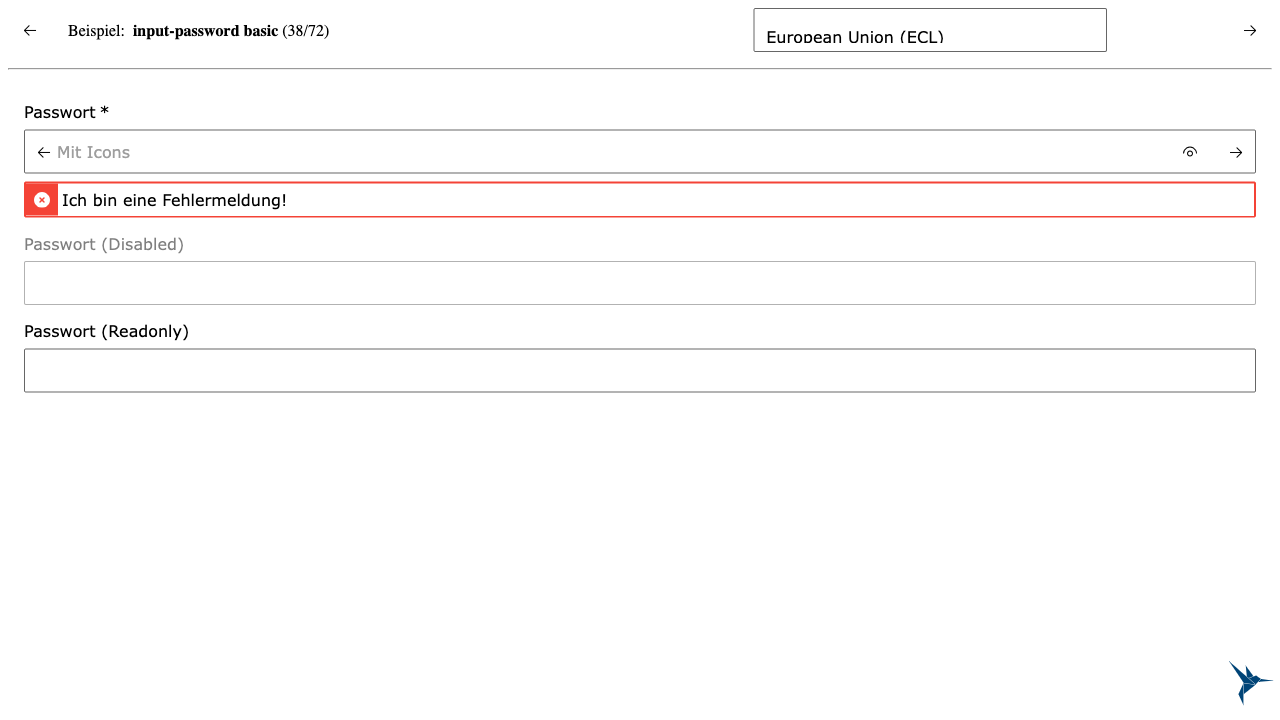 Beispiel: input-password basic (38/72)
European Union (ECL)
Passwort *
Mit Icons
Ich bin eine Fehlermeldung!
Passwort (Disabled)
Passwort (Readonly)